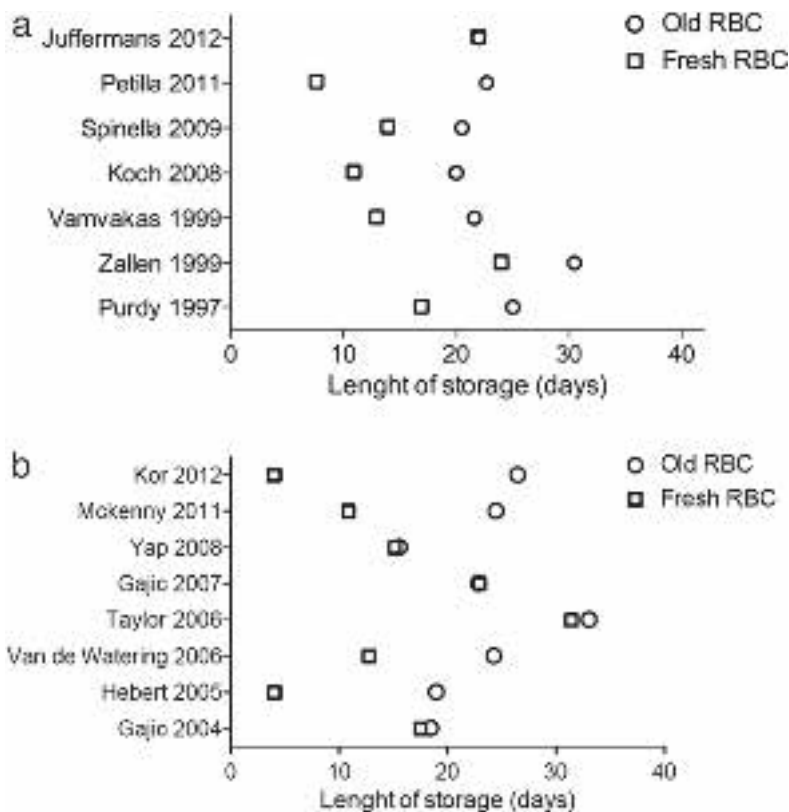 a
Old RBC
Fresh RBC
Juffermans 2012
Petilla 2011
Spinella 2009
Koch 2008
Vamvakas 1999
Zallen 1999
Purdy 1997
0 10 20 30 40
Lenght of storage (days)
b
Old RBC
Fresh RBC
Kor 2012
Mckenny 2011
Yap 2008
Gajic 2007
Taylor 2006
Van de Watering 2006
Hebert 2005
Gajic 2004
0 10 20 30 40
Lenght of storage (days)